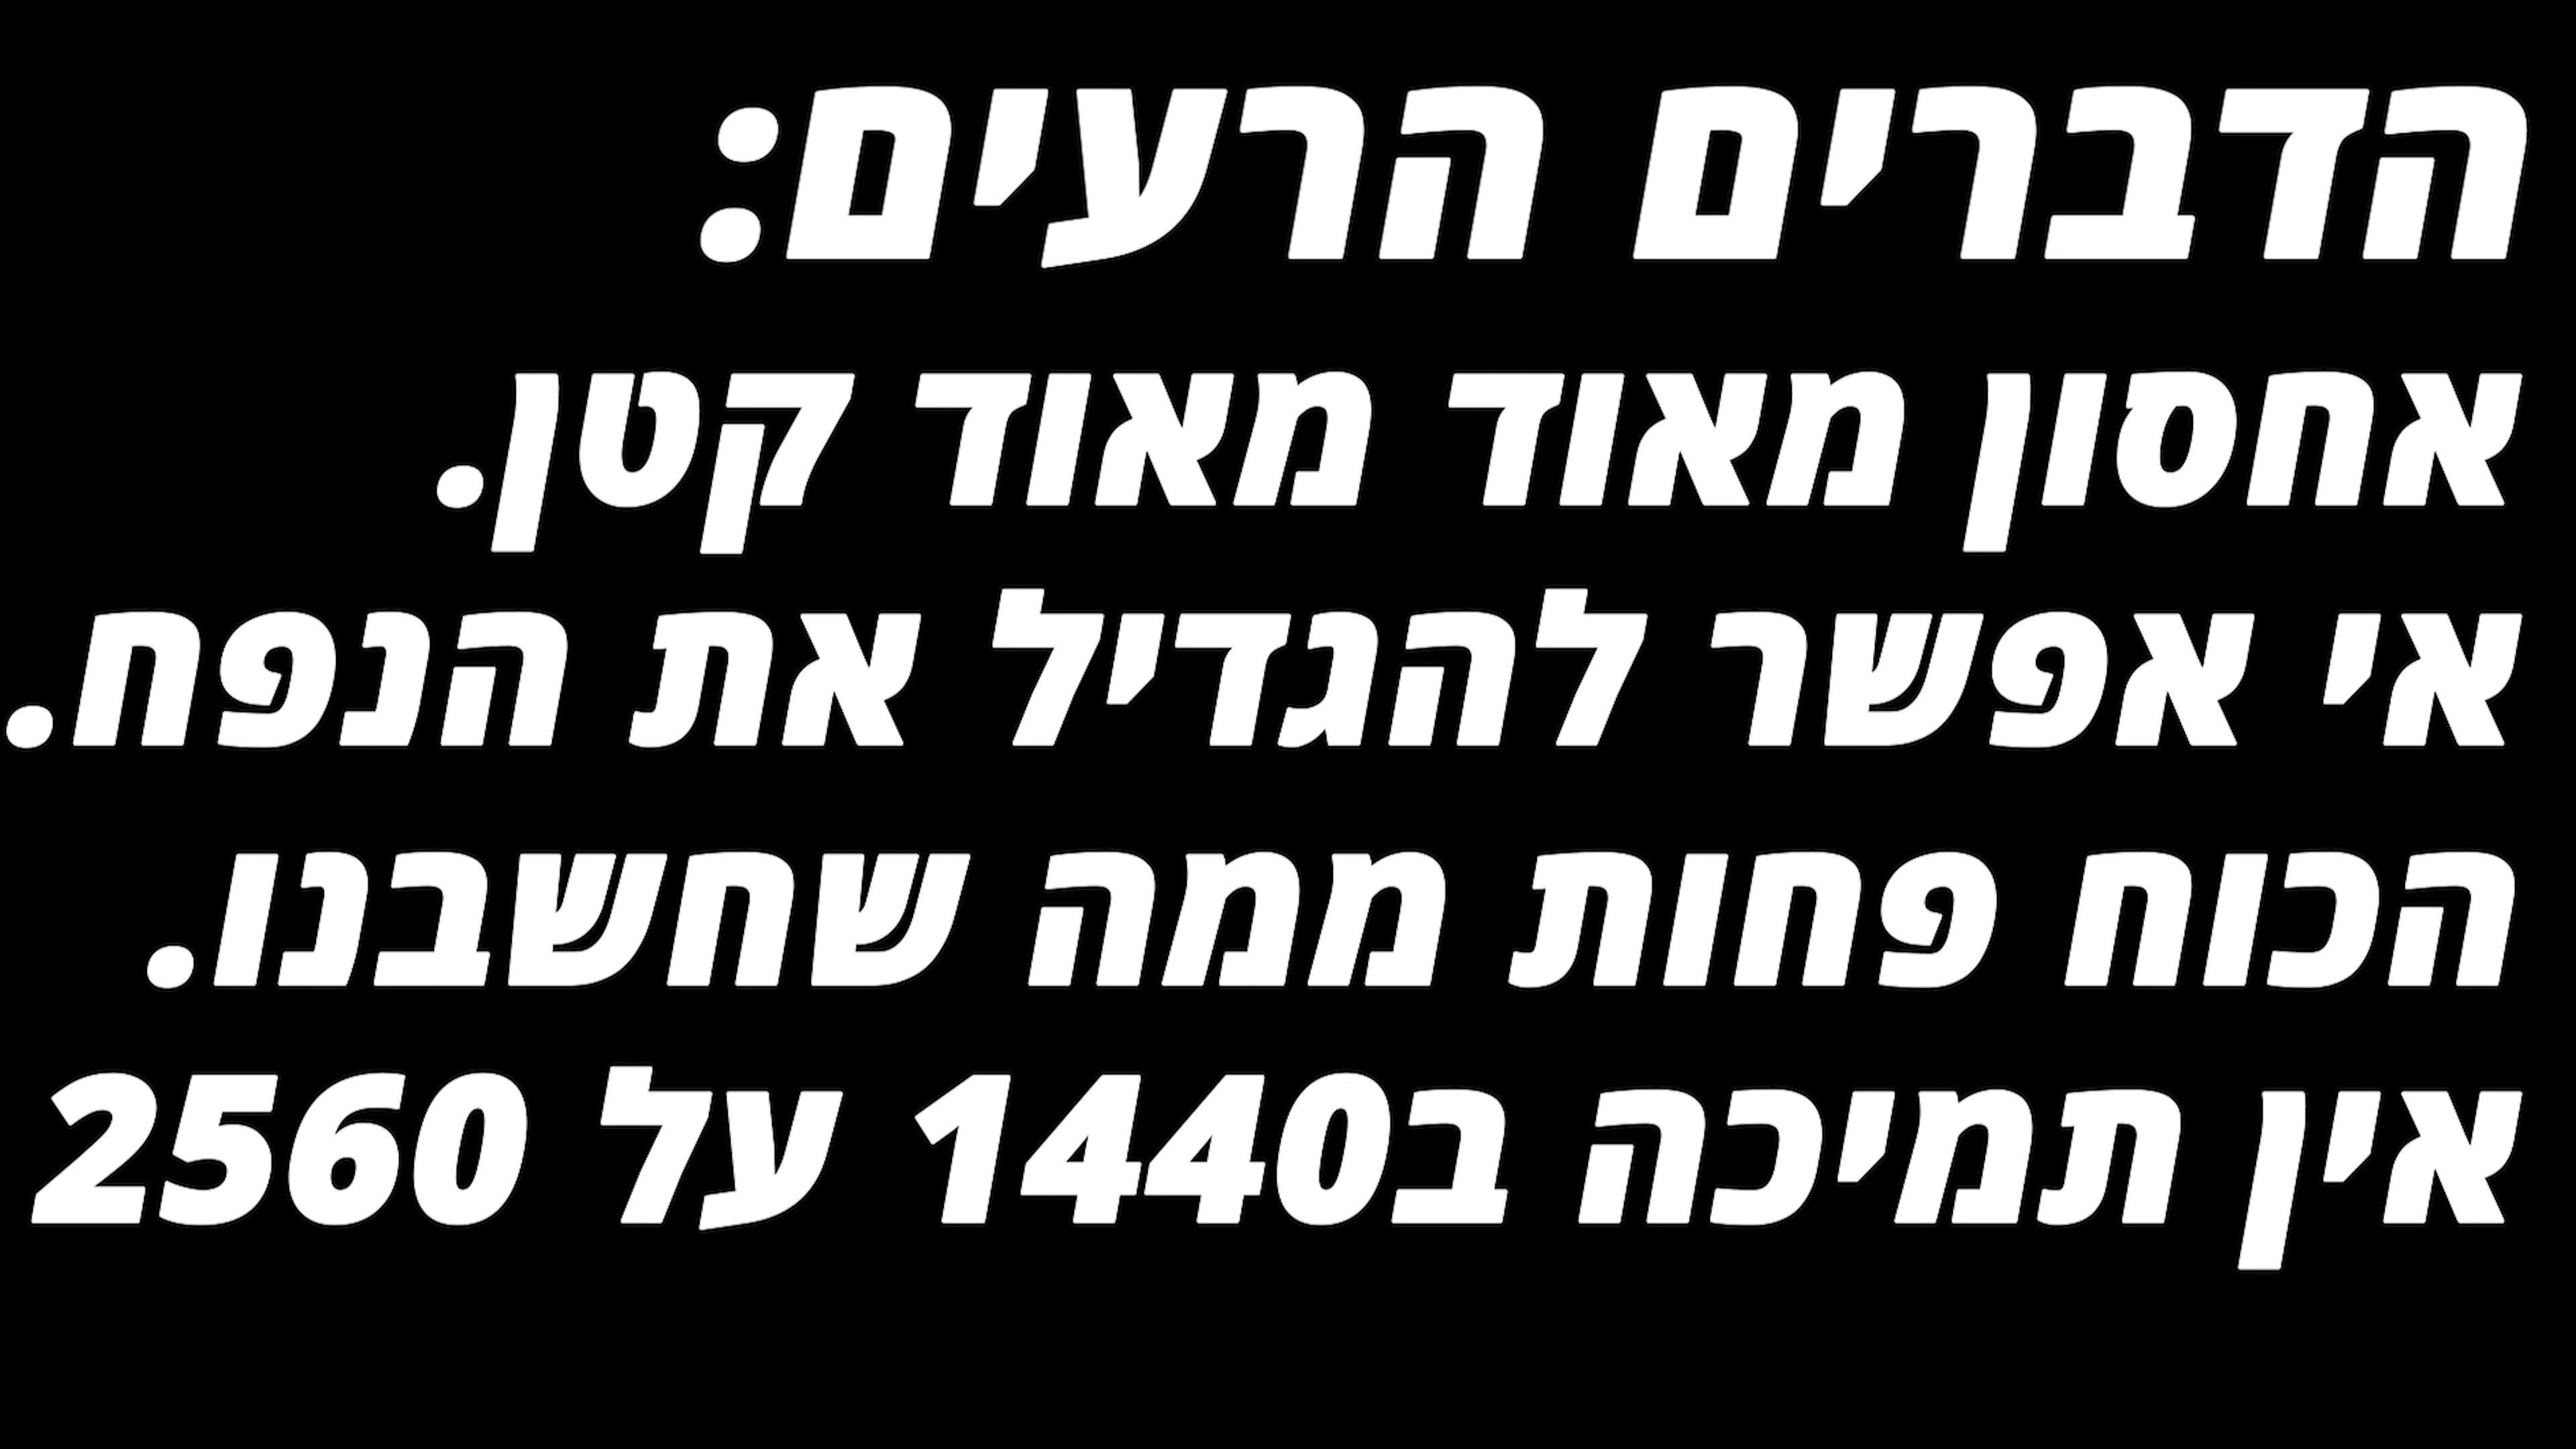 הדברים הרעים:
אחסון מאוד מאוד קטן.
אי אפשר להגדיל את הנפח.
הכוח פחות ממה שחשבנו.
אין תמיכה ב1440 על 2560